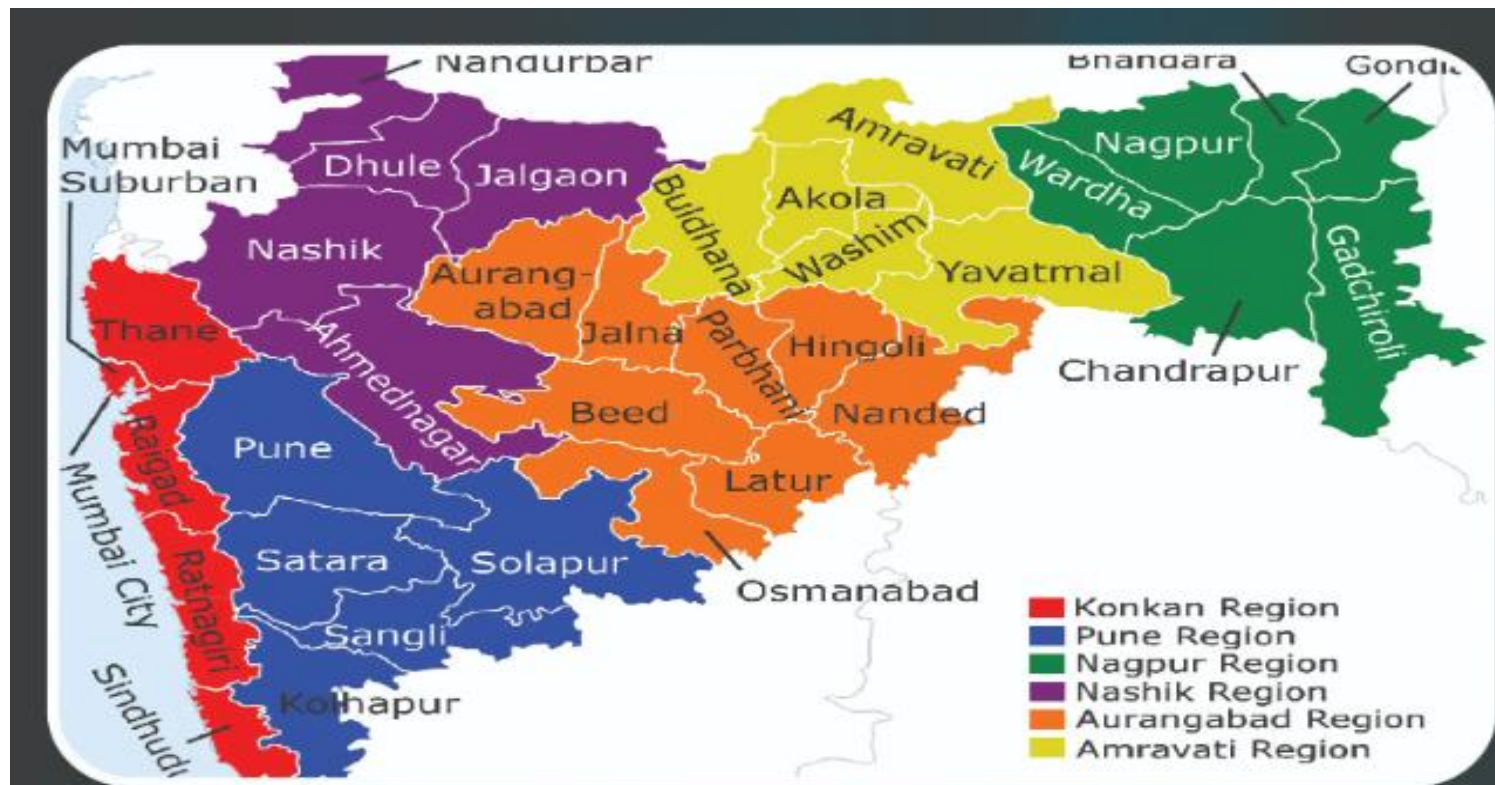 Nandurbar
Bhandara
Mumbai
Suburban
Dhule
Jalgaon
Amravati
Nagpur
Wardha
Akola
Buldhana
Washim
Nashik
Aurang-
abad
Yavatmal
Gadchiroli
Thane
Ahmednagar
Jalna
Parbhani
Hingoli
Chandrapur
Beed
Nanded
Raigad
Pune
Latur
Mumbai City
Satara
Solapur
Osmanabad
Ratnagiri
Sangli
Kolhapur
Konkan Region
Pune Region
Nagpur Region
Nashik Region
Aurangabad Region
Amravati Region